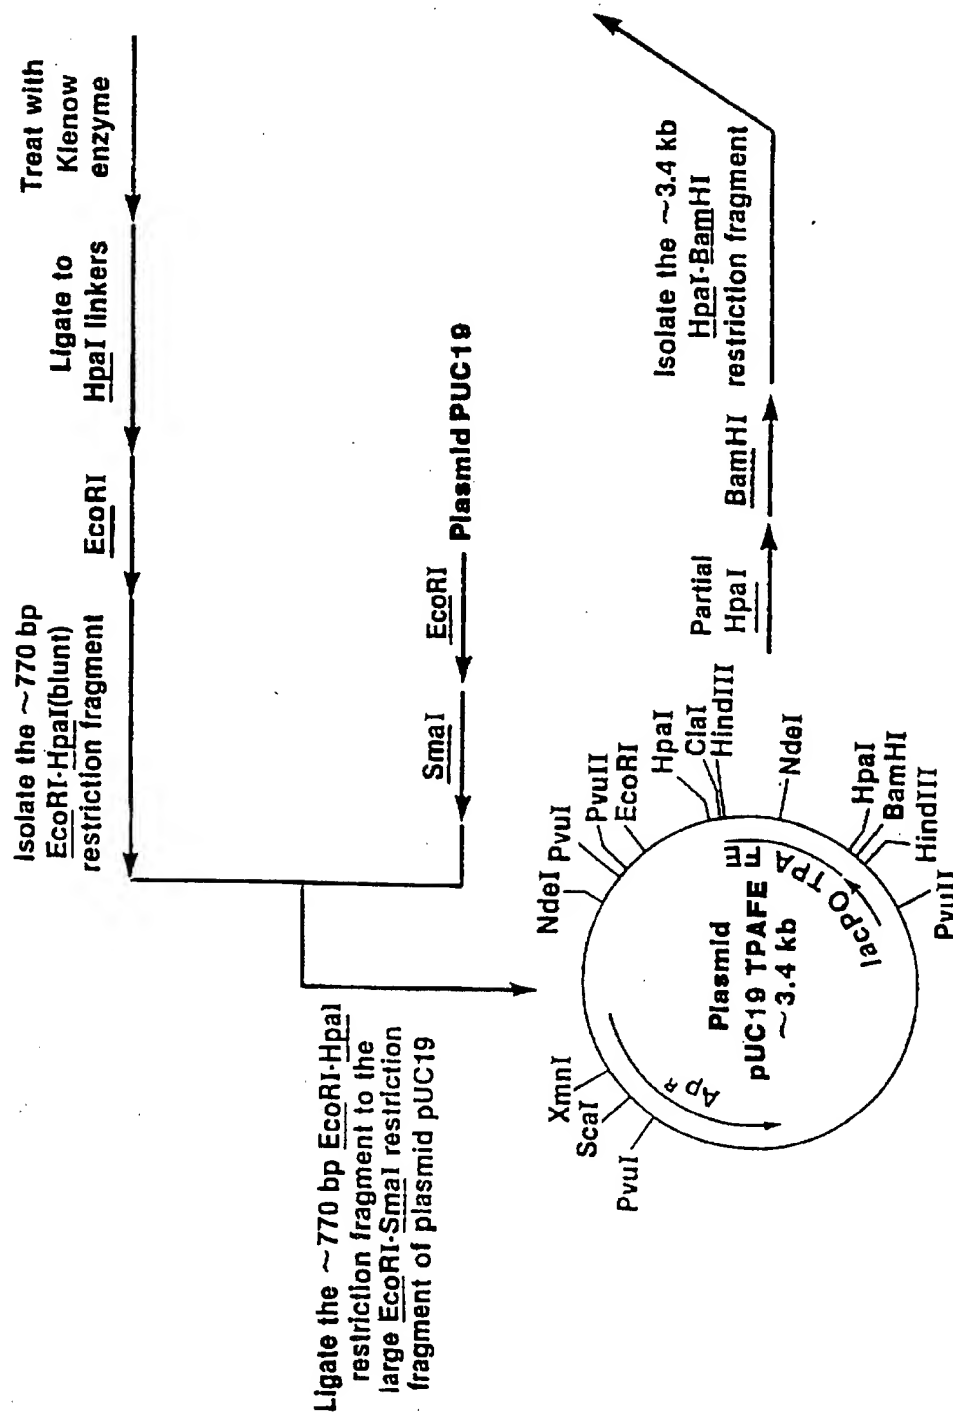 Treat with
Klenow
enzyme
Ligate to
HpaI linkers
EcoRI
Isolate the ~770 bp
EcoRI-HpaI(blunt)
restriction fragment
Plasmid PUC19
EcoRI
SmaI
Ligate the ~770 bp EcoRI-HpaI
restriction fragment to the
large EcoRI-SmaI restriction
fragment of plasmid pUC19
NdeI
PvuI
PvuII
EcoRI
HpaI
ClaI
HindIII
NdeI
HpaI
BamHI
HindIII
PvuII
XmnI
ScaI
PvuI
ApR
Plasmid
pUC19 TPAFE
~3.4 kb
F E
TPA
lacPO
Partial
HpaI
BamHI
Isolate the ~3.4 kb
HpaI-BamHI
restriction fragment